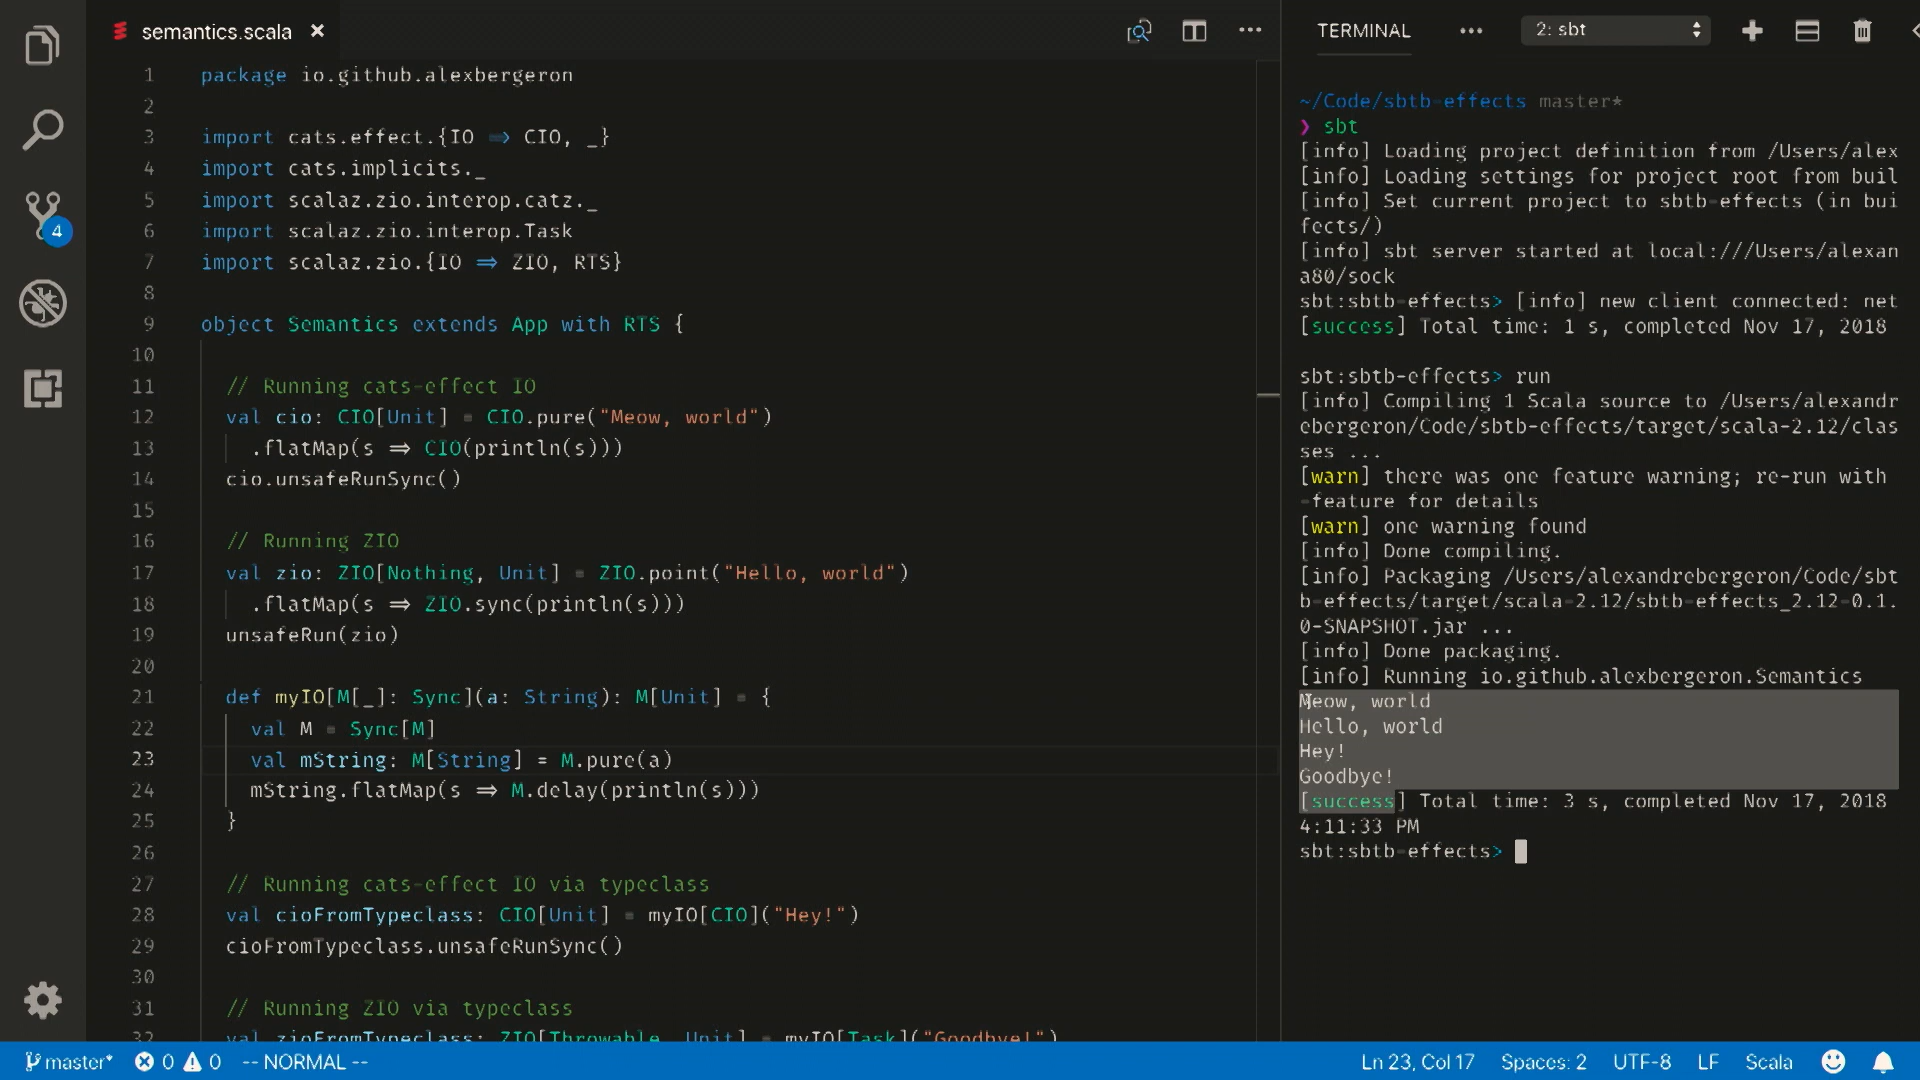 semantics.scala
TERMINAL
2: sbt
1 package io.github.alexbergeron
2
3 import cats.effect.{IO ⇒ CIO, _}
4 import cats.implicits._
5 import scalaz.zio.interop.catz._
6 import scalaz.zio.interop.Task
7 import scalaz.zio.{IO ⇒ ZIO, RTS}
8
9 object Semantics extends App with RTS {
10
11 // Running cats-effect IO
12 val cio: CIO[Unit] = CIO.pure("Meow, world")
13 .flatMap(s ⇒ CIO(println(s)))
14 cio.unsafeRunSync()
15
16 // Running ZIO
17 val zio: ZIO[Nothing, Unit] = ZIO.point("Hello, world")
18 .flatMap(s ⇒ ZIO.sync(println(s)))
19 unsafeRun(zio)
20
21 def myIO[M[_]: Sync](a: String): M[Unit] = {
22 val M = Sync[M]
23 val mString: M[String] = M.pure(a)
24 mString.flatMap(s ⇒ M.delay(println(s)))
25 }
26
27 // Running cats-effect IO via typeclass
28 val cioFromTypeclass: CIO[Unit] = myIO[CIO]("Hey!")
29 cioFromTypeclass.unsafeRunSync()
30
31 // Running ZIO via typeclass
32 val zioFromTypeclass: ZIO[Throwable, Unit] = myIO[Task]("Goodbye!")
~/Code/sbtb-effects master*
❯ sbt
[info] Loading project definition from /Users/alex
[info] Loading settings for project root from buil
[info] Set current project to sbtb-effects (in bui
fects/)
[info] sbt server started at local:///Users/alexan
a80/sock
sbt:sbtb-effects> [info] new client connected: net
[success] Total time: 1 s, completed Nov 17, 2018
sbt:sbtb-effects> run
[info] Compiling 1 Scala source to /Users/alexandr
ebergeron/Code/sbtb-effects/target/scala-2.12/clas
ses ...
[warn] there was one feature warning; re-run with
-feature for details
[warn] one warning found
[info] Done compiling.
[info] Packaging /Users/alexandrebergeron/Code/sbt
b-effects/target/scala-2.12/sbtb-effects_2.12-0.1.
0-SNAPSHOT.jar ...
[info] Done packaging.
[info] Running io.github.alexbergeron.Semantics
Meow, world
Hello, world
Hey!
Goodbye!
[success] Total time: 3 s, completed Nov 17, 2018
4:11:33 PM
sbt:sbtb-effects>
4
master* 0 0 -- NORMAL -- Ln 23, Col 17 Spaces: 2 UTF-8 LF Scala